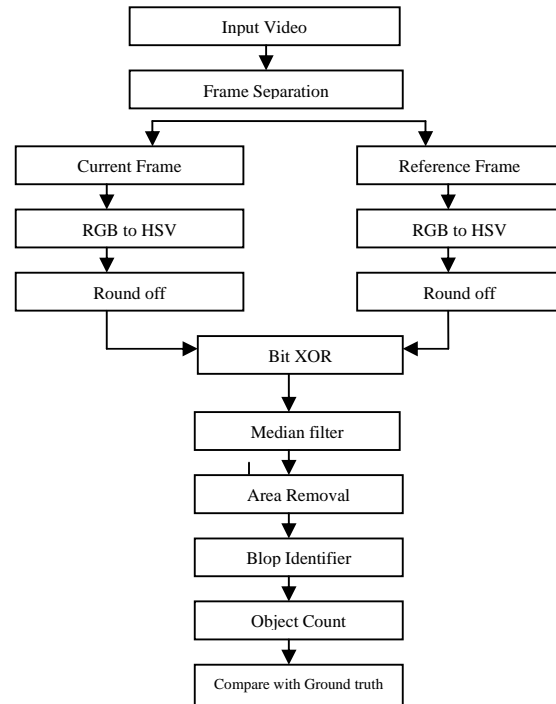 Input Video
Frame Separation
Current Frame
Reference Frame
RGB to HSV
RGB to HSV
Round off
Round off
Bit XOR
Median filter
Area Removal
Blop Identifier
Object Count
Compare with Ground truth